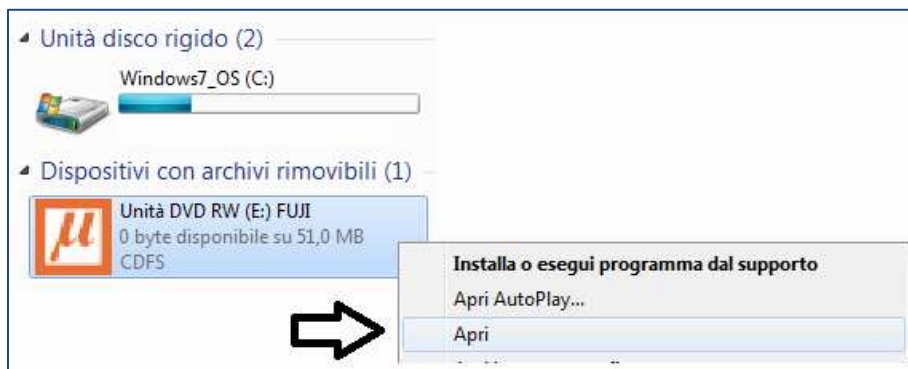 Unità disco rigido (2)
Windows7_OS (C:)
Dispositivi con archivi rimovibili (1)
µ
Unità DVD RW (E:) FUJI
0 byte disponibile su 51,0 MB
CDFS
Installa o esegui programma dal supporto
Apri AutoPlay...
Apri